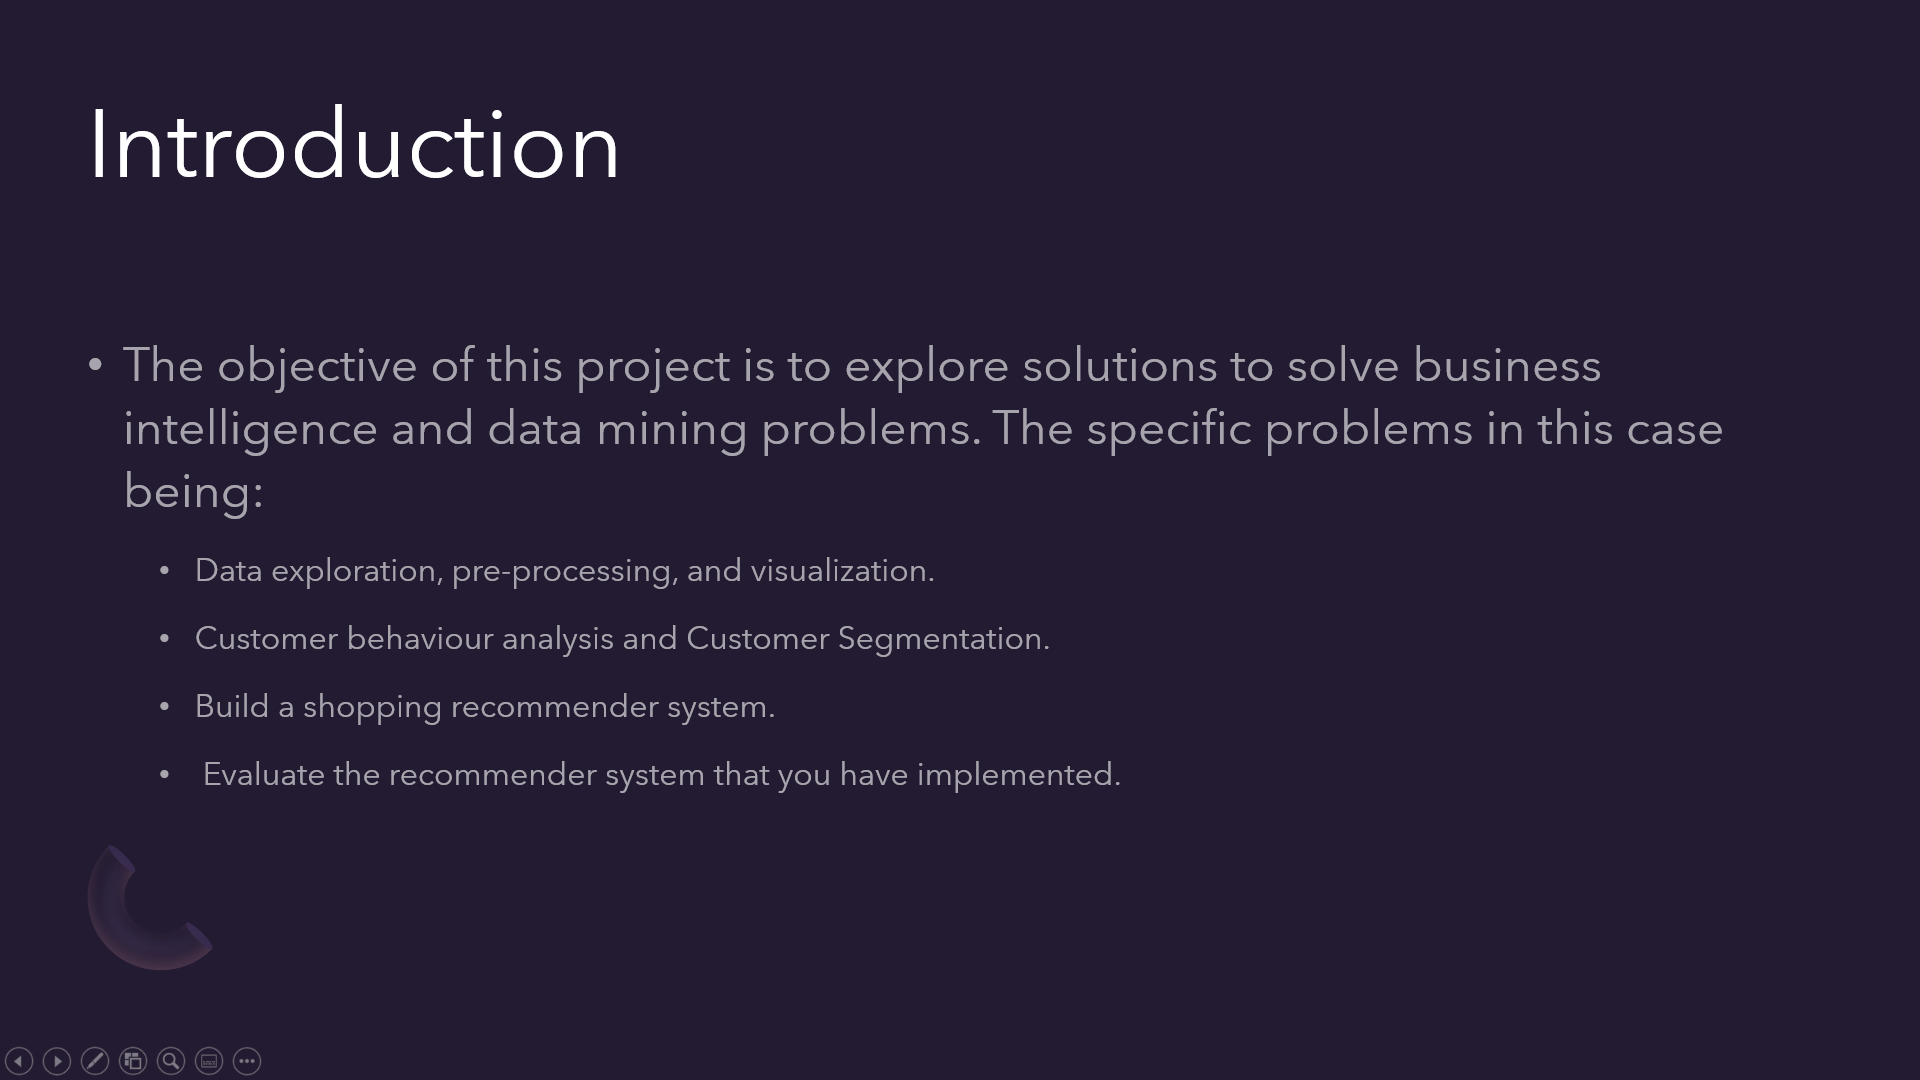 Introduction
• The objective of this project is to explore solutions to solve business
intelligence and data mining problems. The specific problems in this case
being:
• Data exploration, pre-processing, and visualization.
• Customer behaviour analysis and Customer Segmentation.
• Build a shopping recommender system.
• Evaluate the recommender system that you have implemented.